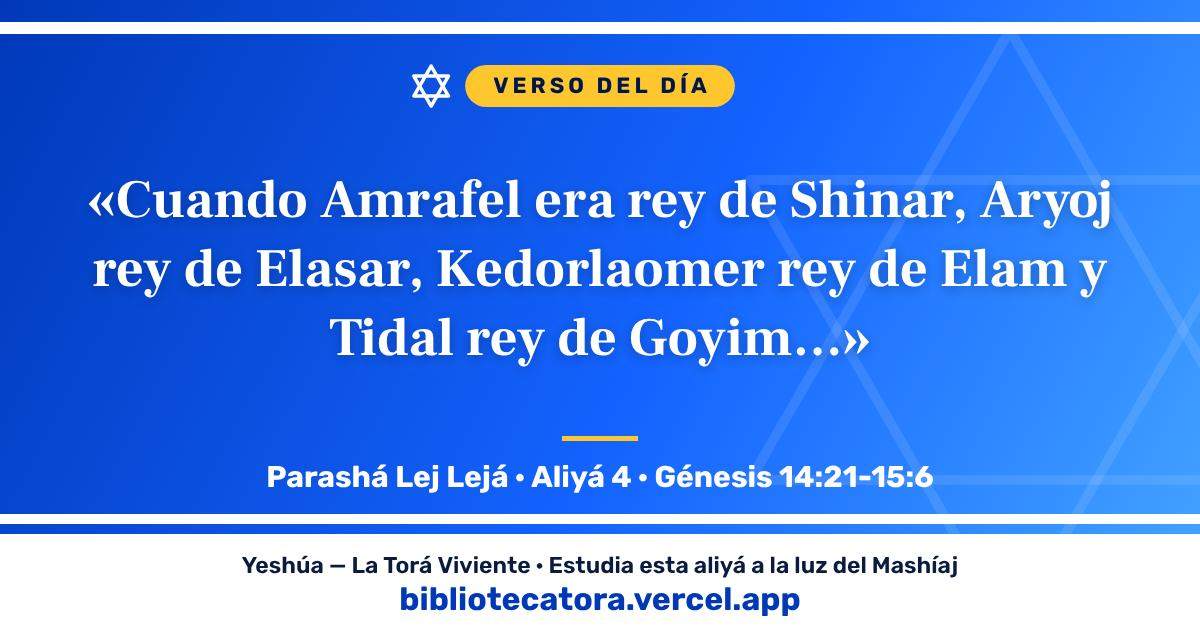 VERSO DEL DÍA
«Cuando Amrafel era rey de Shinar, Aryoj
rey de Elasar, Kedorlaomer rey de Elam y
Tidal rey de Goyim...»
Parashá Lej Lejá • Aliyá 4 • Génesis 14:21-15:6
Yeshúa — La Torá Viviente • Estudia esta aliyá a la luz del Mashíaj
bibliotecatora.vercel.app